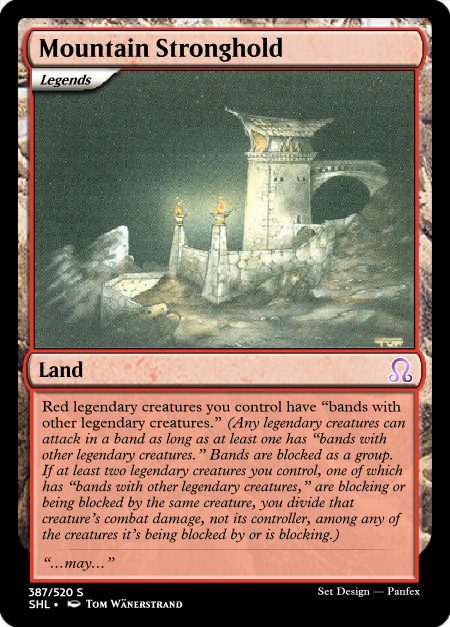 Mountain Stronghold
Legends
TCW
Land
Red legendary creatures you control have “bands with
other legendary creatures.” (Any legendary creatures can
attack in a band as long as at least one has “bands with
other legendary creatures.” Bands are blocked as a group.
If at least two legendary creatures you control, one of which
has “bands with other legendary creatures,” are blocking or
being blocked by the same creature, you divide that
creature’s combat damage, not its controller, among any of
the creatures it’s being blocked by or is blocking.)
“…may…”
387/520 S
Set Design — Panfex
SHL • Tom Wänerstrand